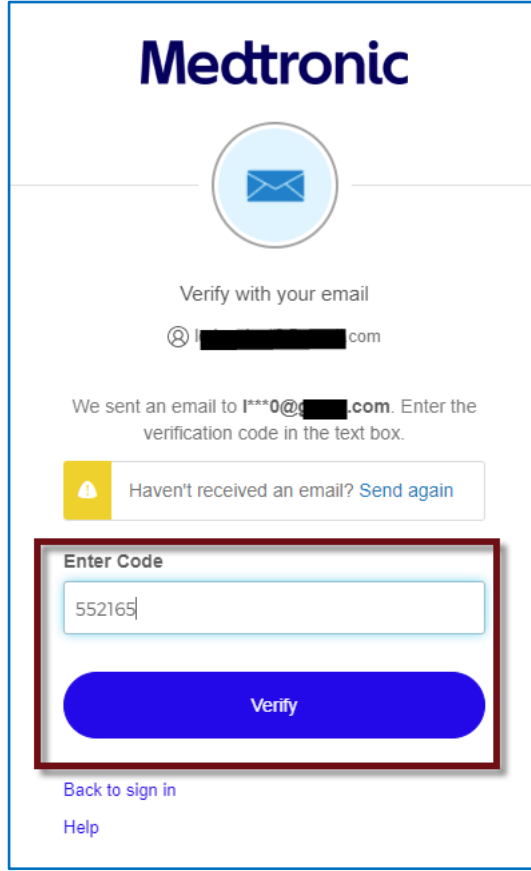 Medtronic
Verify with your email
.com
We sent an email to l***0@g .com. Enter the
verification code in the text box.
Haven't received an email? Send again
Enter Code
552165
Verify
Back to sign in
Help